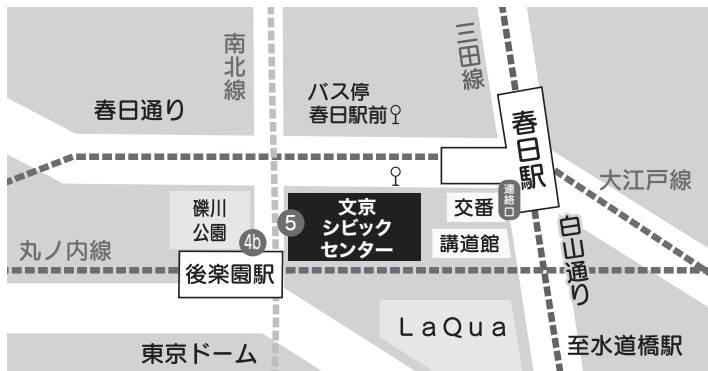 南北線
三田線
バス停
春日駅前
春日通り
春日駅
大江戸線
連絡口
礫川
公園
5
文京
シビック
センター
交番
講道館
4b
丸ノ内線
後楽園駅
白山通り
LaQua
東京ドーム
至水道橋駅